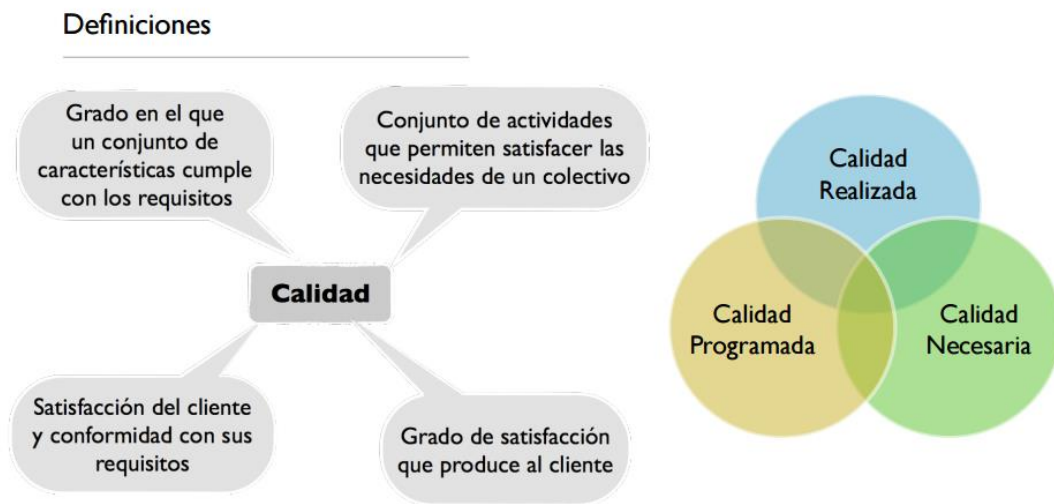 Definiciones
Grado en el que
un conjunto de
características cumple
con los requisitos
Conjunto de actividades
que permiten satisfacer las
necesidades de un colectivo
Calidad
Satisfacción del cliente
y conformidad con sus
requisitos
Grado de satisfacción
que produce al cliente
Calidad
Realizada
Calidad
Programada
Calidad
Necesaria